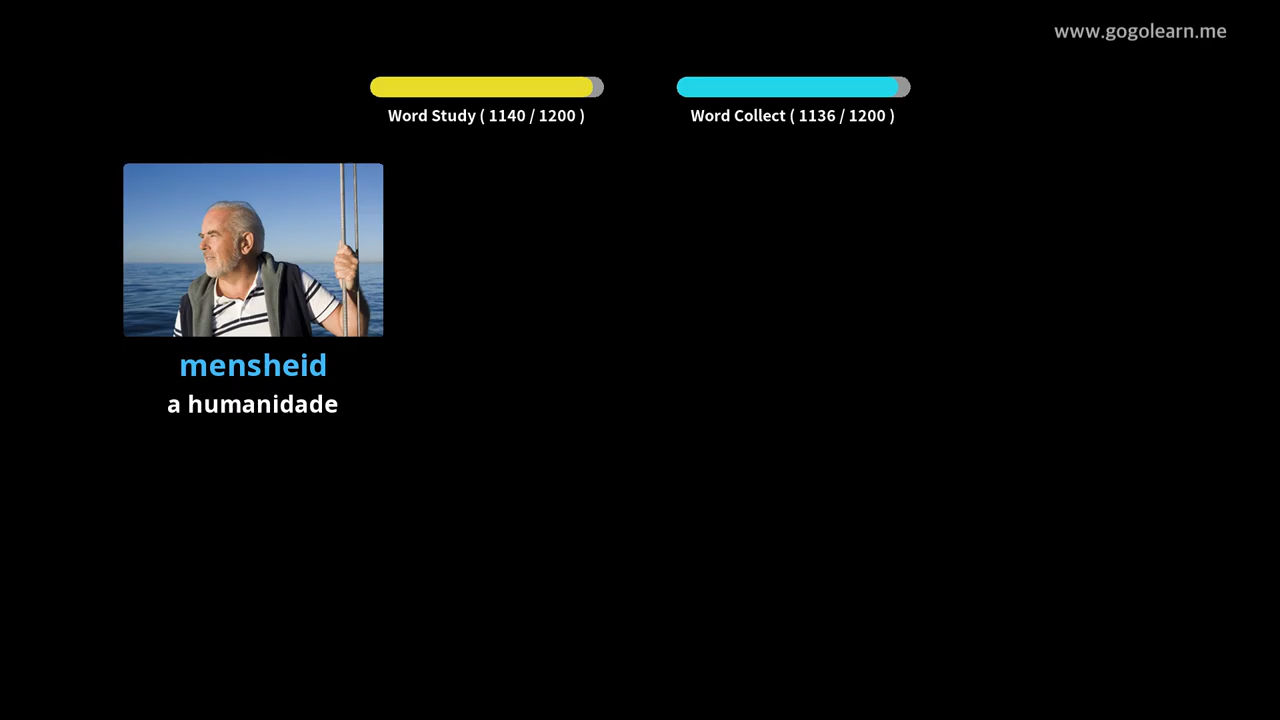 www.gogolearn.me
Word Study ( 1140 / 1200 )
Word Collect ( 1136 / 1200 )
mensheid
a humanidade